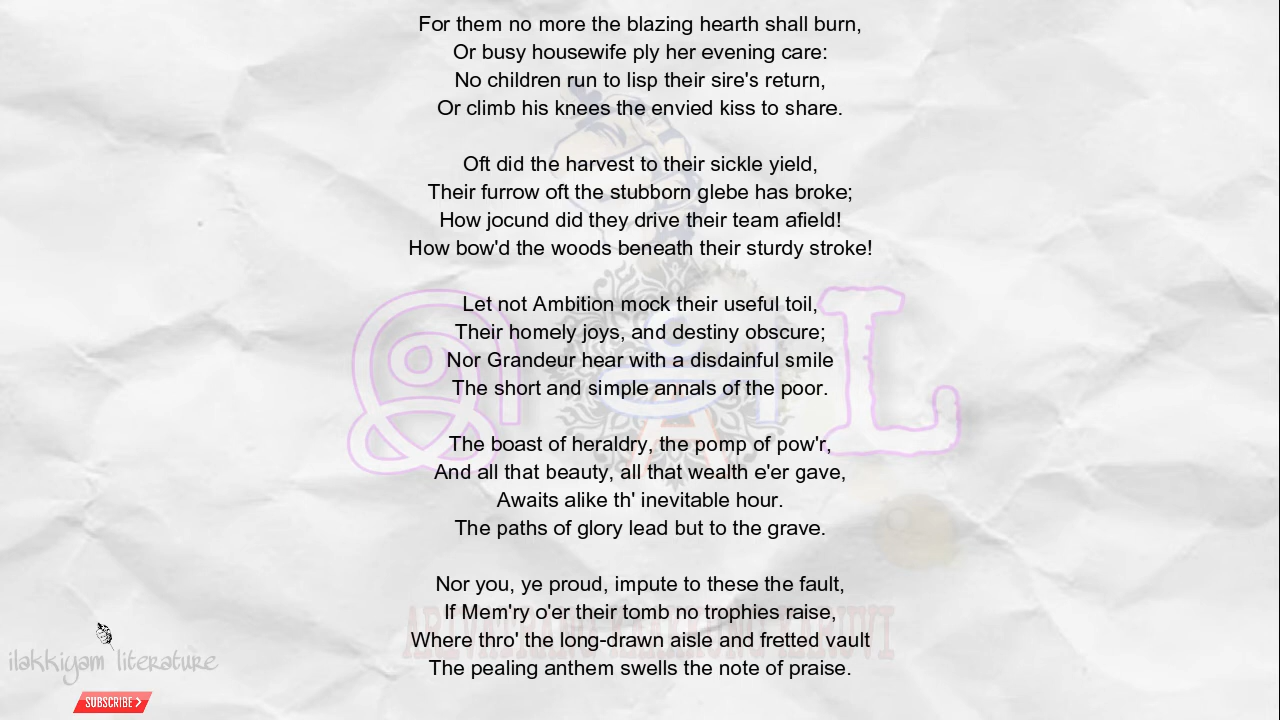 For them no more the blazing hearth shall burn,
Or busy housewife ply her evening care:
No children run to lisp their sire's return,
Or climb his knees the envied kiss to share.
Oft did the harvest to their sickle yield,
Their furrow oft the stubborn glebe has broke;
How jocund did they drive their team afield!
How bow'd the woods beneath their sturdy stroke!
Let not Ambition mock their useful toil,
Their homely joys, and destiny obscure;
Nor Grandeur hear with a disdainful smile
The short and simple annals of the poor.
The boast of heraldry, the pomp of pow'r,
And all that beauty, all that wealth e'er gave,
Awaits alike th' inevitable hour.
The paths of glory lead but to the grave.
Nor you, ye proud, impute to these the fault,
If Mem'ry o'er their tomb no trophies raise,
Where thro' the long-drawn aisle and fretted vault
The pealing anthem swells the note of praise.
இ L
ilakkiyam literature
SUBSCRIBE